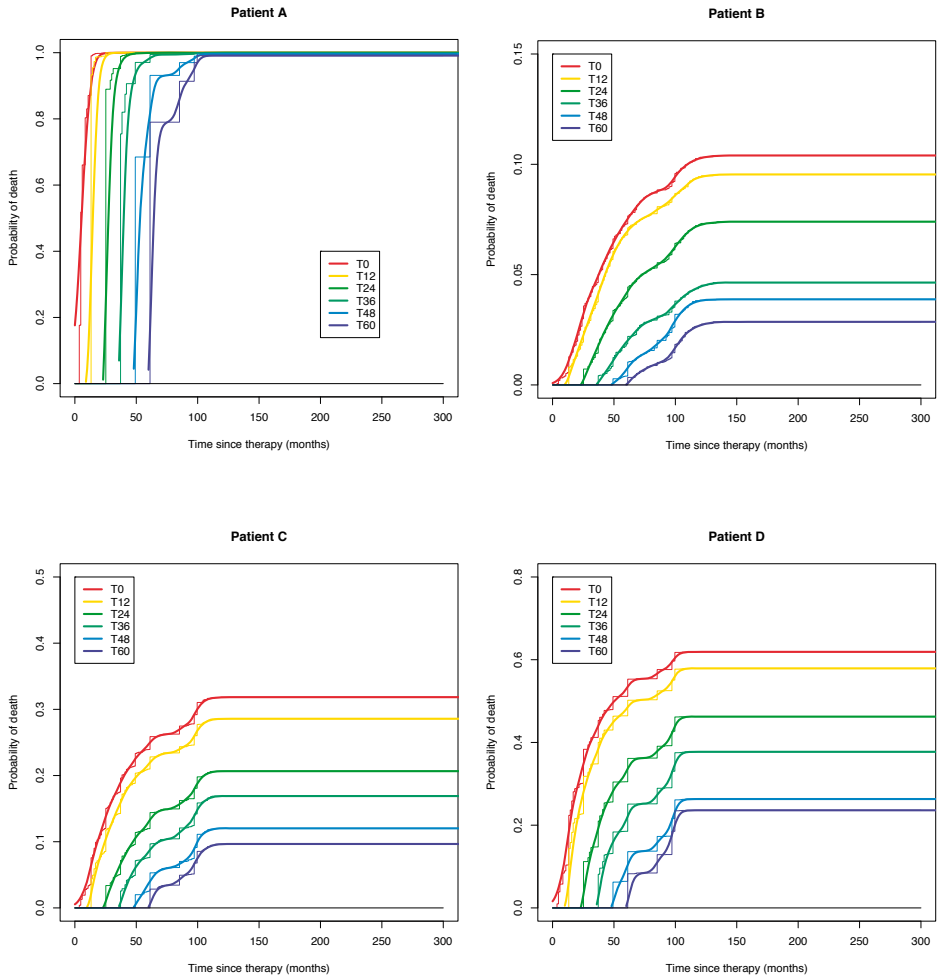 Patient A
Probability of death
1.0
0.8
0.6
0.4
0.2
0.0
T0
T12
T24
T36
T48
T60
0 50 100 150 200 250 300
Time since therapy (months)
Patient B
Probability of death
0.15
0.10
0.05
0.00
T0
T12
T24
T36
T48
T60
0 50 100 150 200 250 300
Time since therapy (months)
Patient C
Probability of death
0.5
0.4
0.3
0.2
0.1
0.0
T0
T12
T24
T36
T48
T60
0 50 100 150 200 250 300
Time since therapy (months)
Patient D
Probability of death
0.8
0.6
0.4
0.2
0.0
T0
T12
T24
T36
T48
T60
0 50 100 150 200 250 300
Time since therapy (months)